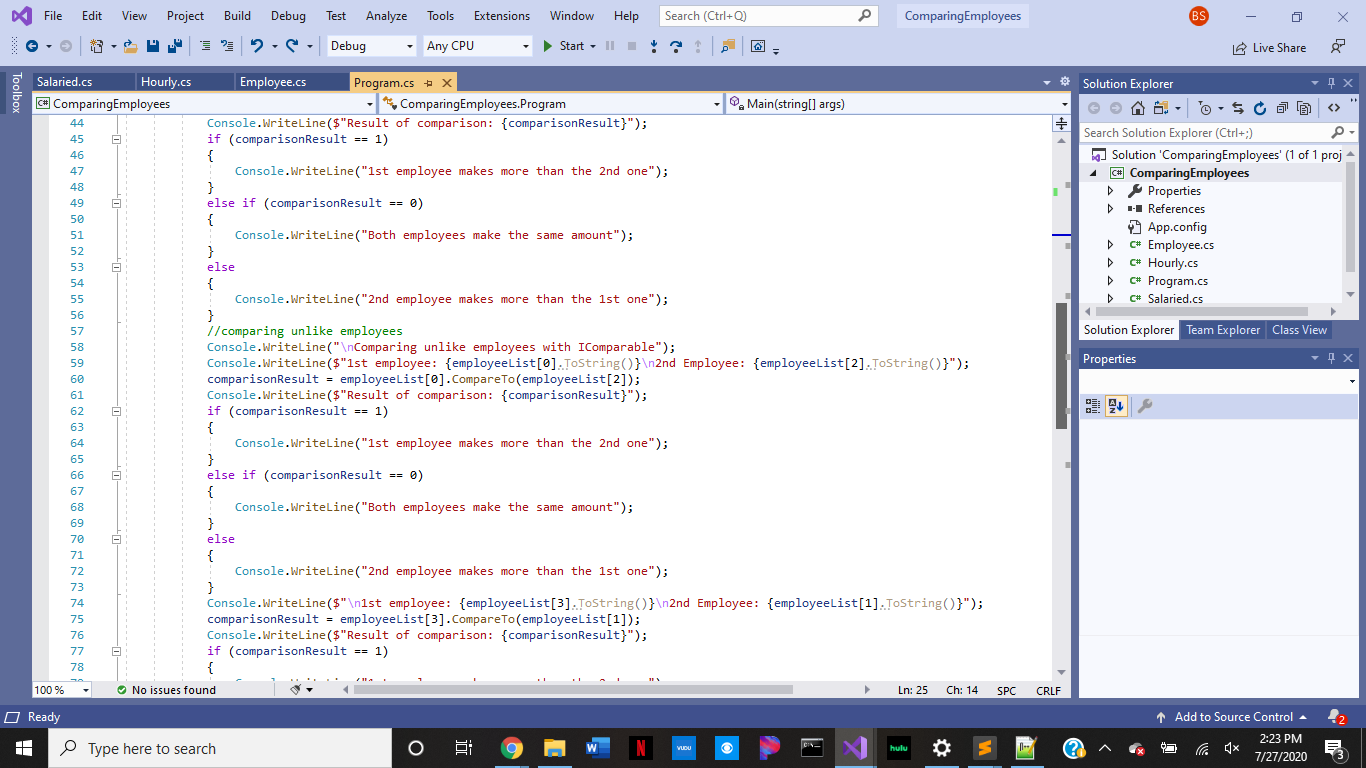 File Edit View Project Build Debug Test Analyze Tools Extensions Window Help Search (Ctrl+Q) ComparingEmployees BS
Debug Any CPU Start Live Share
Toolbox
Salaried.cs Hourly.cs Employee.cs Program.cs
C# ComparingEmployees ComparingEmployees.Program Main(string[] args)
44 Console.WriteLine($"Result of comparison: {comparisonResult}");
45 if (comparisonResult == 1)
46 {
47 Console.WriteLine("1st employee makes more than the 2nd one");
48 }
49 else if (comparisonResult == 0)
50 {
51 Console.WriteLine("Both employees make the same amount");
52 }
53 else
54 {
55 Console.WriteLine("2nd employee makes more than the 1st one");
56 }
57 //comparing unlike employees
58 Console.WriteLine("\nComparing unlike employees with IComparable");
59 Console.WriteLine($"1st employee: {employeeList[0].ToString()}\n2nd Employee: {employeeList[2].ToString()}");
60 comparisonResult = employeeList[0].CompareTo(employeeList[2]);
61 Console.WriteLine($"Result of comparison: {comparisonResult}");
62 if (comparisonResult == 1)
63 {
64 Console.WriteLine("1st employee makes more than the 2nd one");
65 }
66 else if (comparisonResult == 0)
67 {
68 Console.WriteLine("Both employees make the same amount");
69 }
70 else
71 {
72 Console.WriteLine("2nd employee makes more than the 1st one");
73 }
74 Console.WriteLine($"\n1st employee: {employeeList[3].ToString()}\n2nd Employee: {employeeList[1].ToString()}");
75 comparisonResult = employeeList[3].CompareTo(employeeList[1]);
76 Console.WriteLine($"Result of comparison: {comparisonResult}");
77 if (comparisonResult == 1)
78 {
100 % No issues found Ln: 25 Ch: 14 SPC CRLF
Solution Explorer
Search Solution Explorer (Ctrl+;)
Solution 'ComparingEmployees' (1 of 1 proj
C# ComparingEmployees
Properties
References
App.config
C# Employee.cs
C# Hourly.cs
C# Program.cs
C# Salaried.cs
Solution Explorer Team Explorer Class View
Properties
Ready Add to Source Control 2
Type here to search
N VUDU hulu
2:23 PM
7/27/2020
3